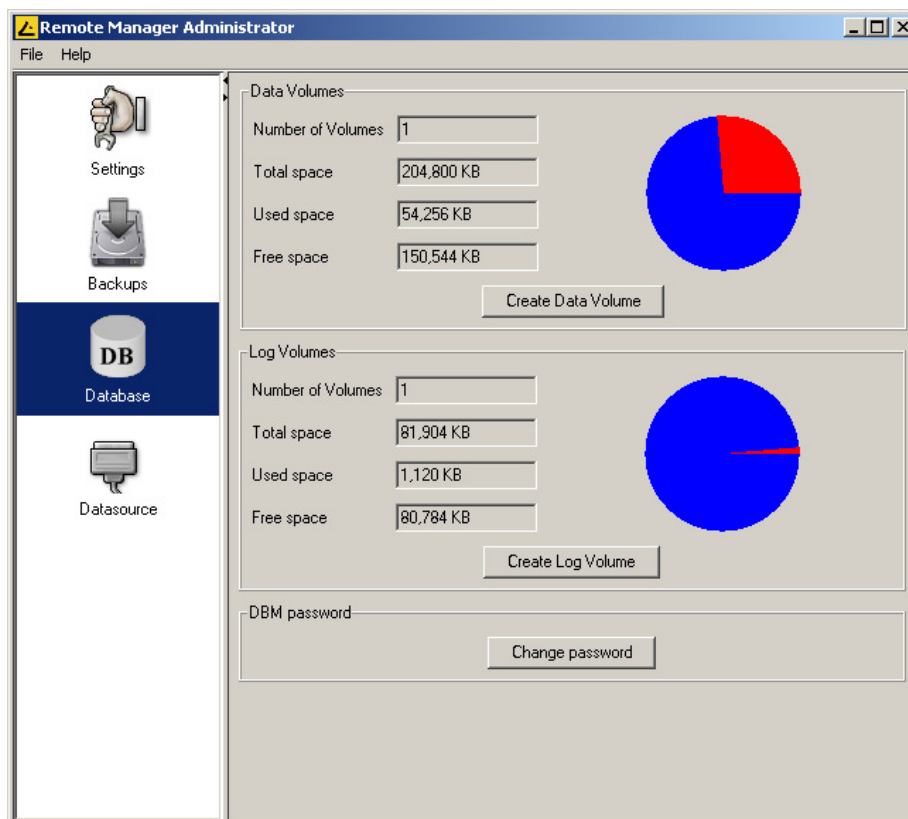 Remote Manager Administrator
File Help
Settings
Backups
DB
Database
Datasource
Data Volumes
Number of Volumes 1
Total space 204,800 KB
Used space 54,256 KB
Free space 150,544 KB
Create Data Volume
Log Volumes
Number of Volumes 1
Total space 81,904 KB
Used space 1,120 KB
Free space 80,784 KB
Create Log Volume
DBM password
Change password